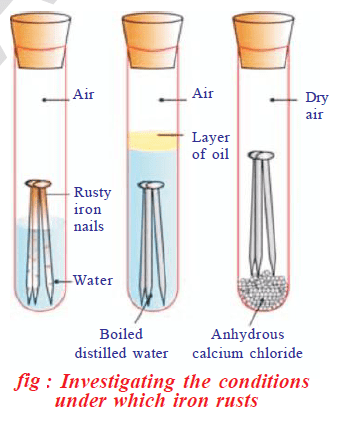 Air
Air
Dry
air
Layer
of oil
Rusty
iron
nails
Water
Boiled
distilled water
Anhydrous
calcium chloride
fig : Investigating the conditions
under which iron rusts